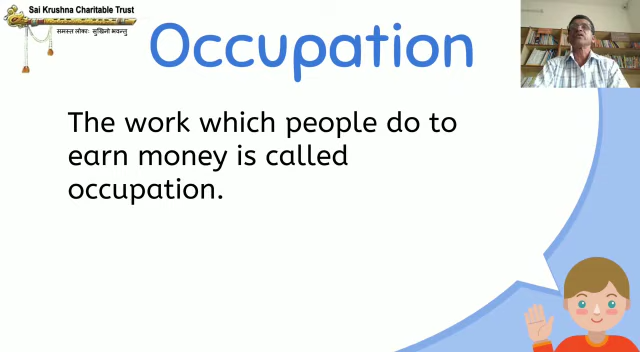 Sai Krushna Charitable Trust
समस्त लोकाः सुखिनो भवन्तु
Occupation
The work which people do to
earn money is called
occupation.